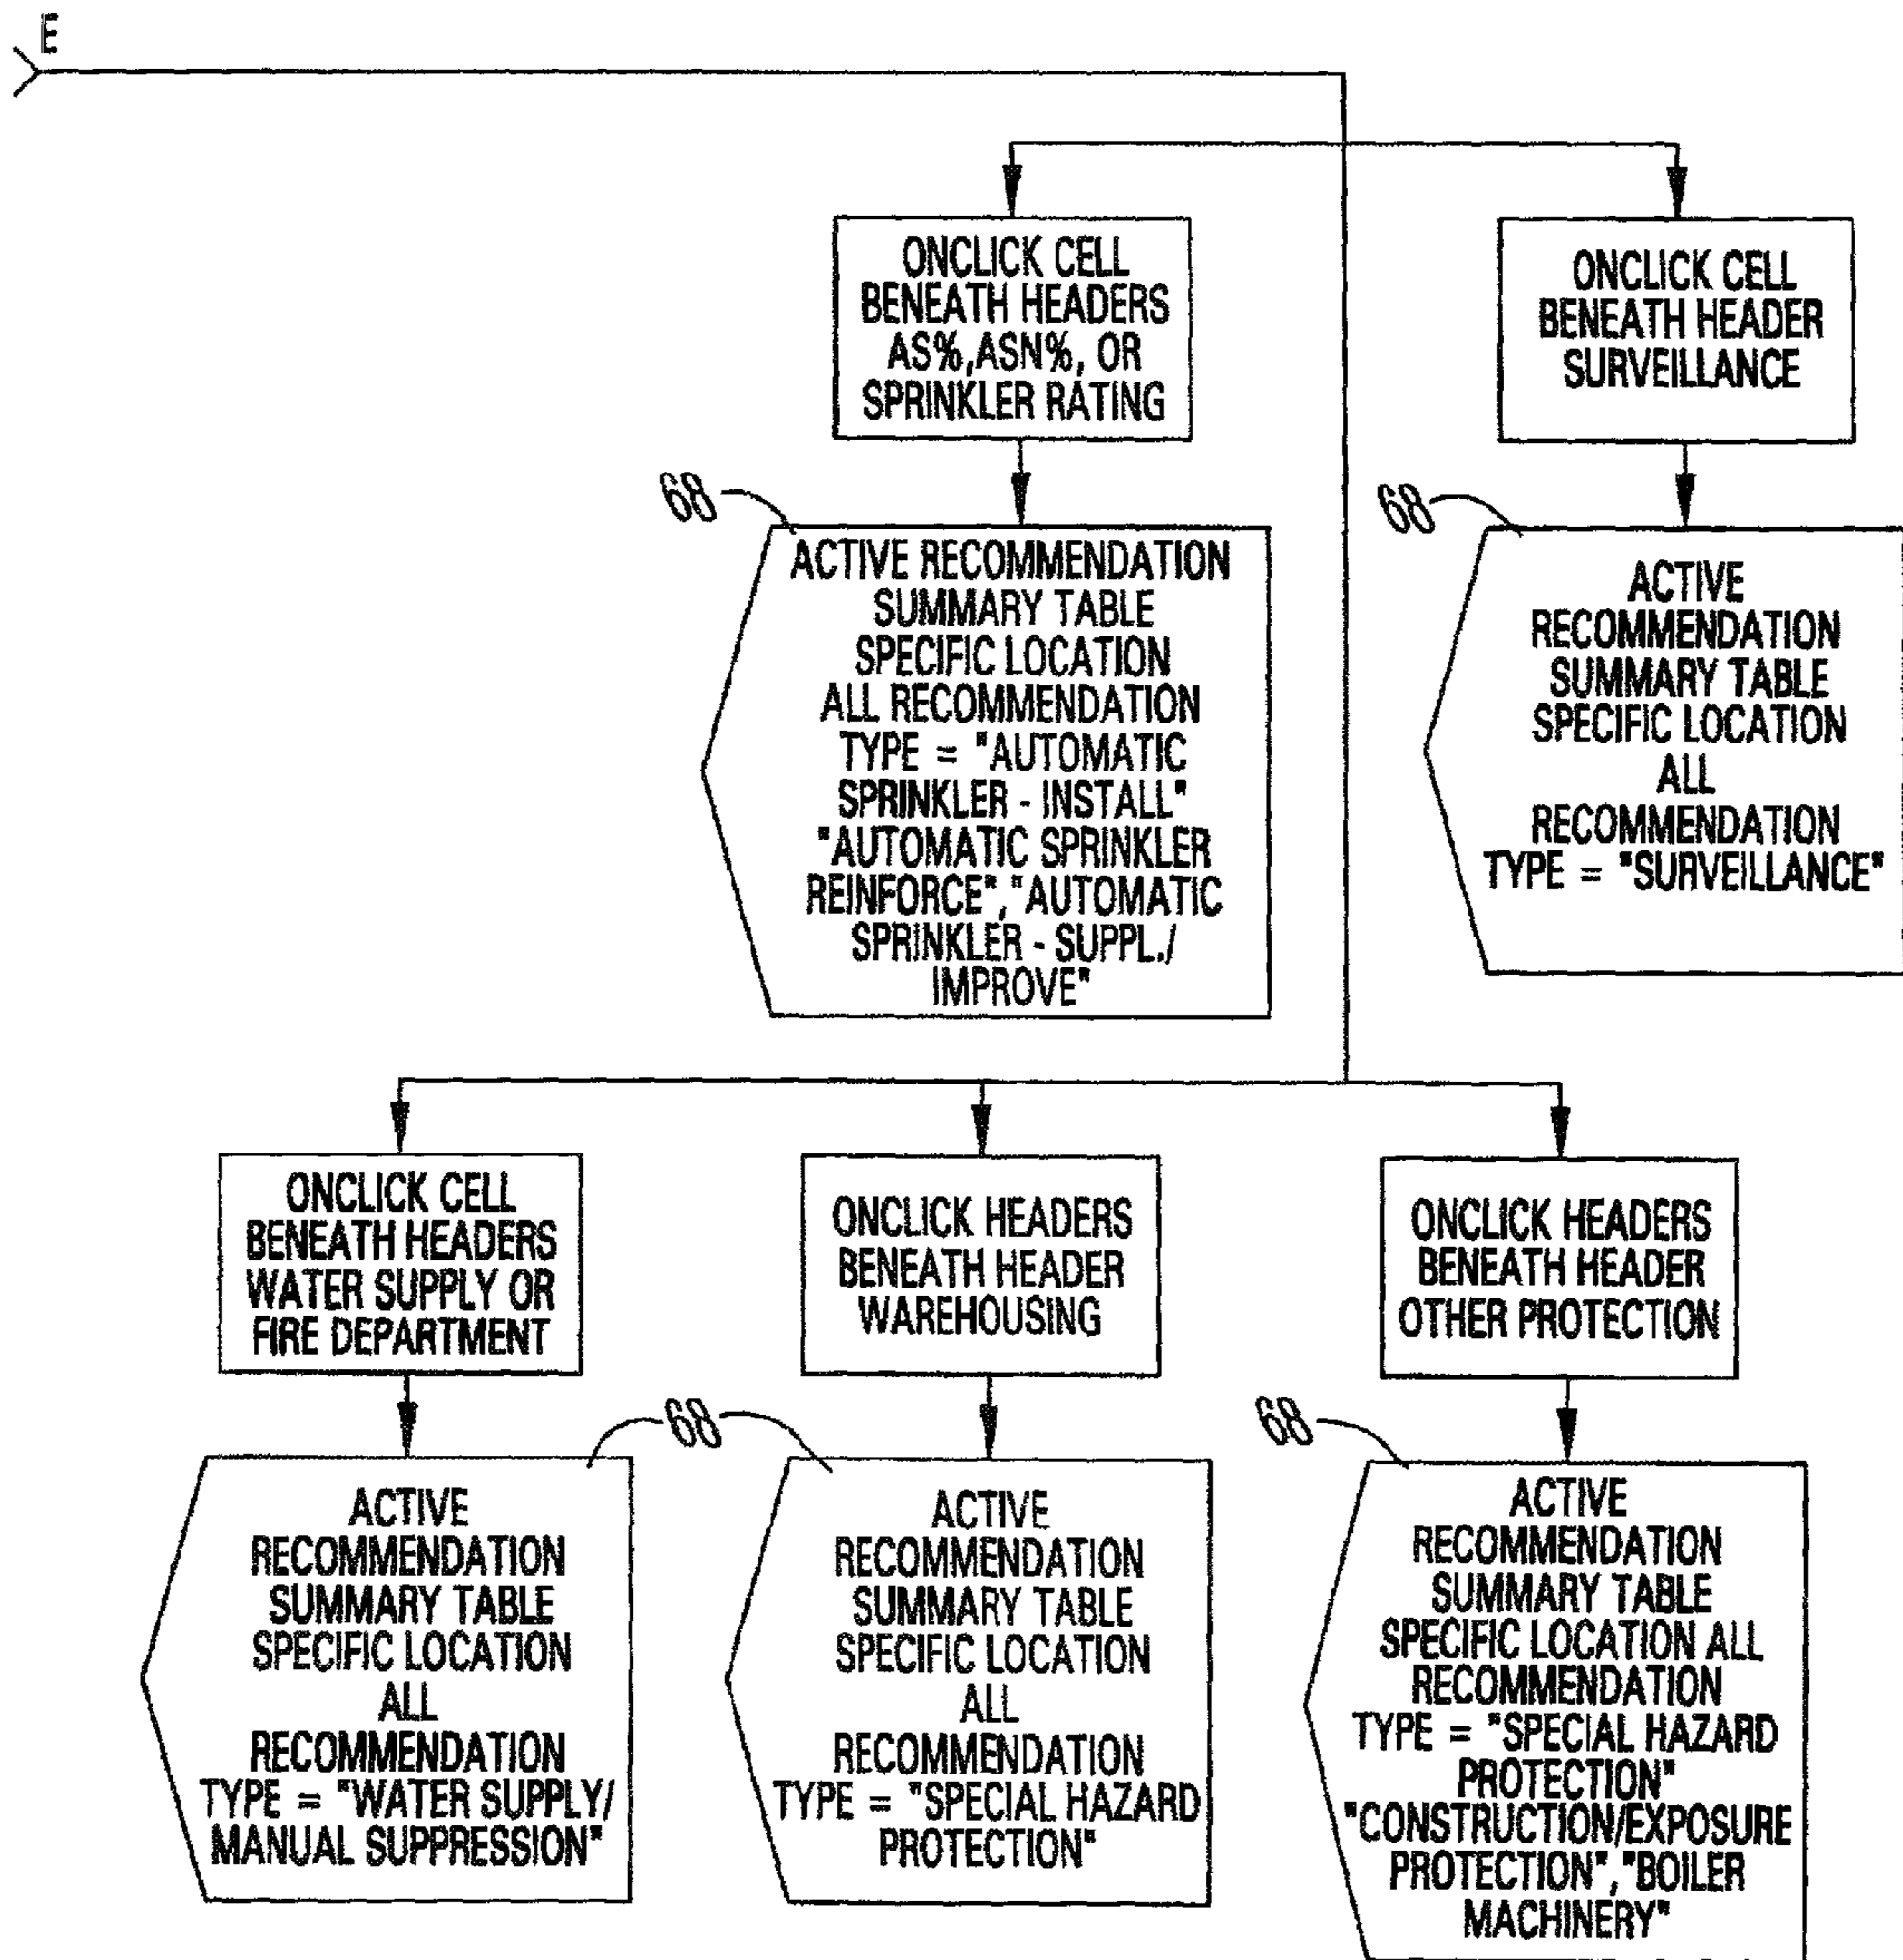 E
ONCLICK CELL
BENEATH HEADERS
AS%,ASN%, OR
SPRINKLER RATING
ONCLICK CELL
BENEATH HEADER
SURVEILLANCE
68
ACTIVE RECOMMENDATION
SUMMARY TABLE
SPECIFIC LOCATION
ALL RECOMMENDATION
TYPE = "AUTOMATIC
SPRINKLER - INSTALL"
"AUTOMATIC SPRINKLER
REINFORCE","AUTOMATIC
SPRINKLER - SUPPL./
IMPROVE"
68
ACTIVE
RECOMMENDATION
SUMMARY TABLE
SPECIFIC LOCATION
ALL
RECOMMENDATION
TYPE = "SURVEILLANCE"
ONCLICK CELL
BENEATH HEADERS
WATER SUPPLY OR
FIRE DEPARTMENT
ONCLICK HEADERS
BENEATH HEADER
WAREHOUSING
ONCLICK HEADERS
BENEATH HEADER
OTHER PROTECTION
68
ACTIVE
RECOMMENDATION
SUMMARY TABLE
SPECIFIC LOCATION
ALL
RECOMMENDATION
TYPE = "WATER SUPPLY/
MANUAL SUPPRESSION"
ACTIVE
RECOMMENDATION
SUMMARY TABLE
SPECIFIC LOCATION
ALL
RECOMMENDATION
TYPE = "SPECIAL HAZARD
PROTECTION"
68
ACTIVE
RECOMMENDATION
SUMMARY TABLE
SPECIFIC LOCATION ALL
RECOMMENDATION
TYPE = "SPECIAL HAZARD
PROTECTION"
"CONSTRUCTION/EXPOSURE
PROTECTION","BOILER
MACHINERY"